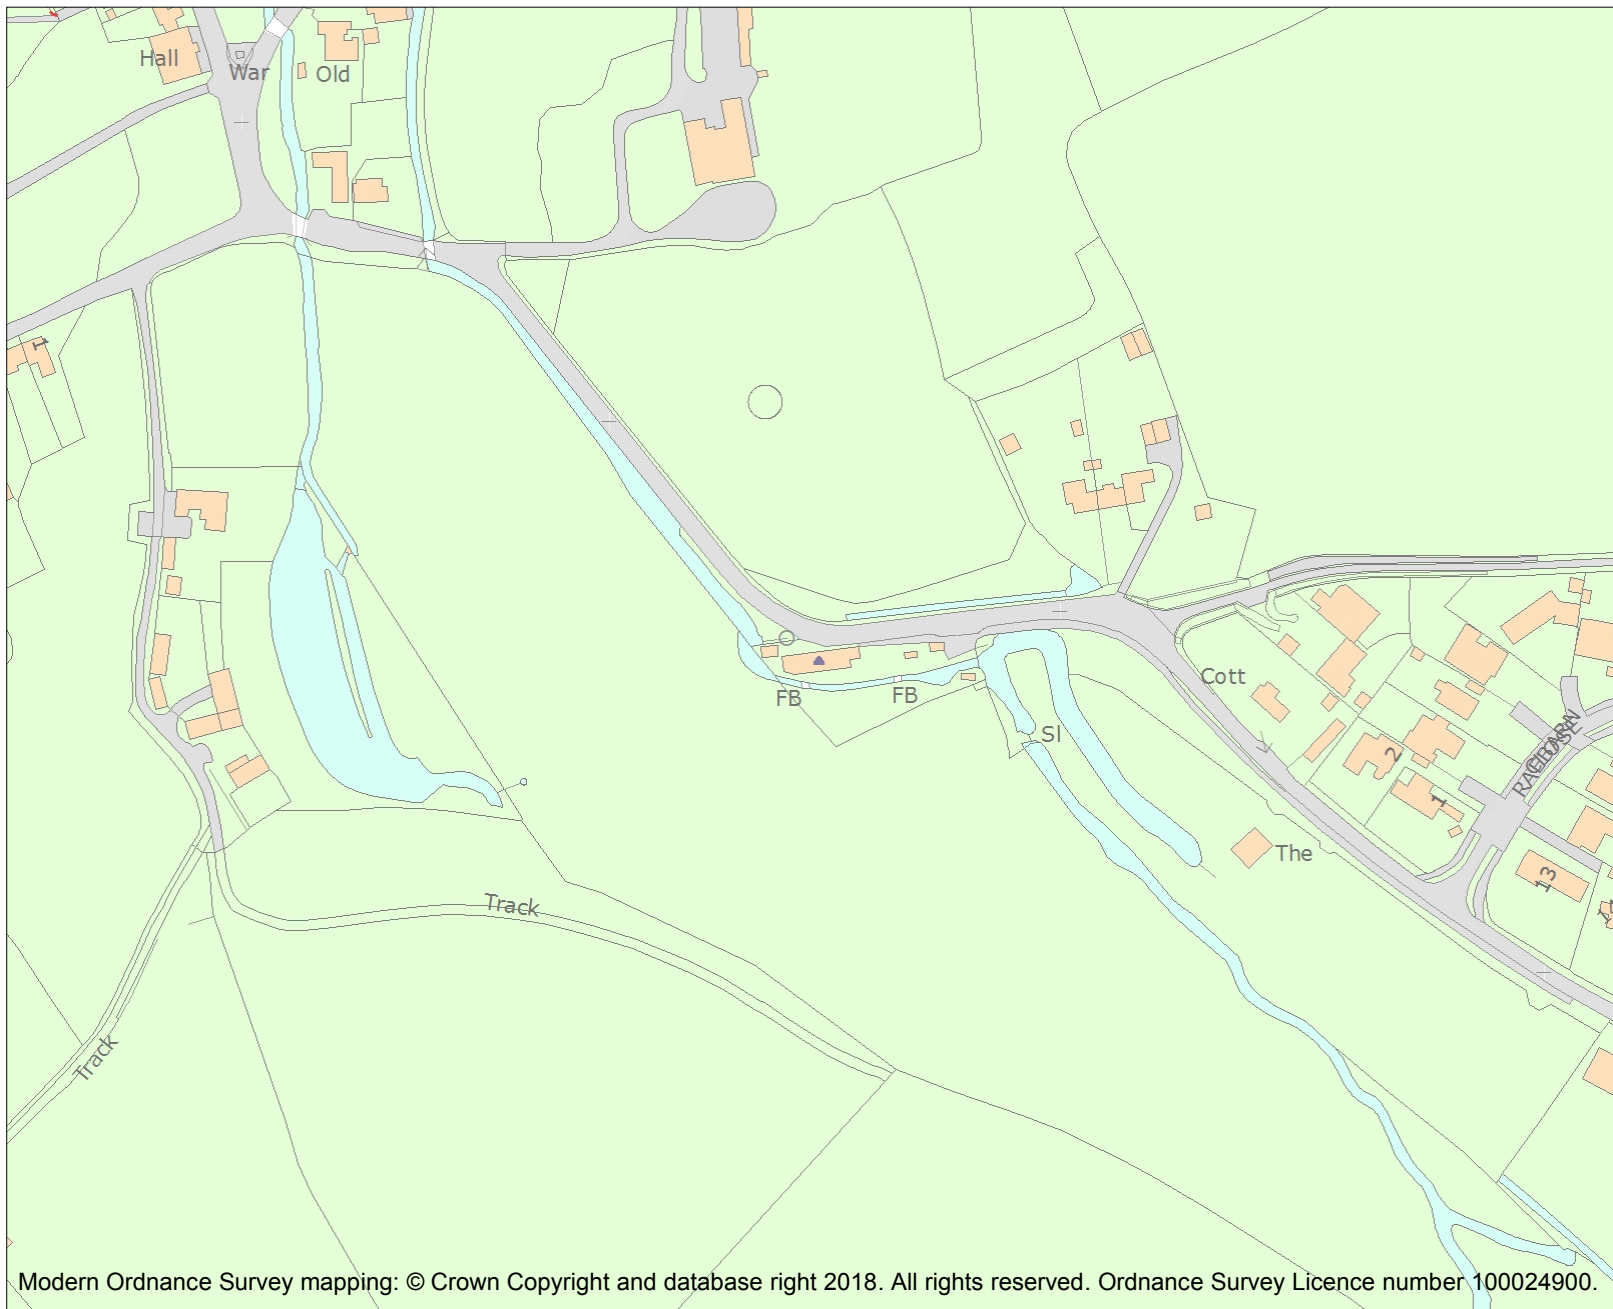 Hall
War
Old
1
FB
FB
Sl
Cott
2
1
The
13
Track
Track
Modern Ordnance Survey mapping: © Crown Copyright and database right 2018. All rights reserved. Ordnance Survey Licence number 100024900.